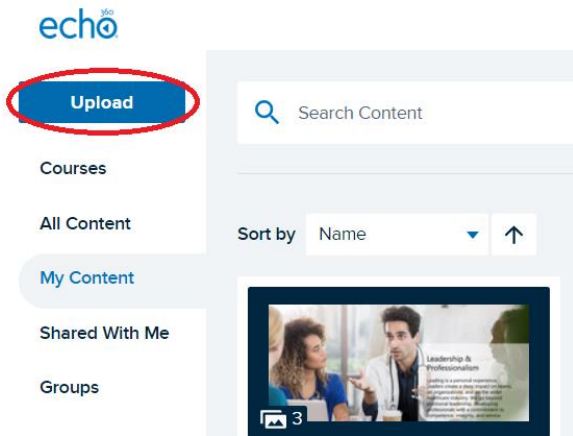 echo360
Upload
Search Content
Courses
All Content
Sort by Name
My Content
Shared With Me
Leadership &
Professionalism
Groups
3